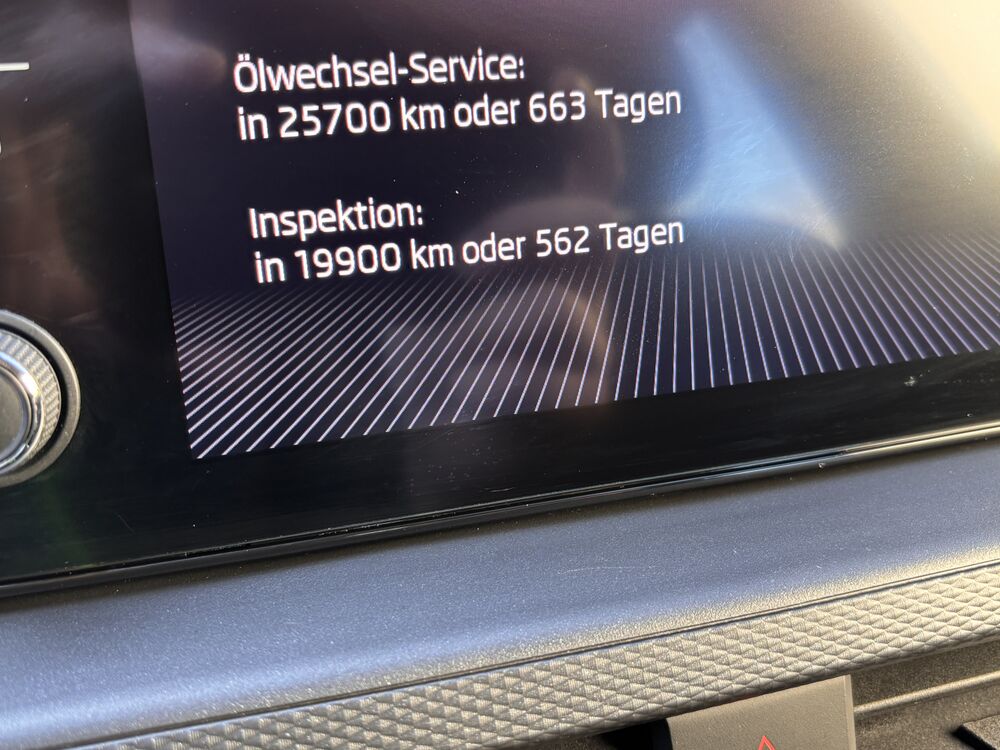 Ölwechsel-Service:
in 25700 km oder 663 Tagen
Inspektion:
in 19900 km oder 562 Tagen